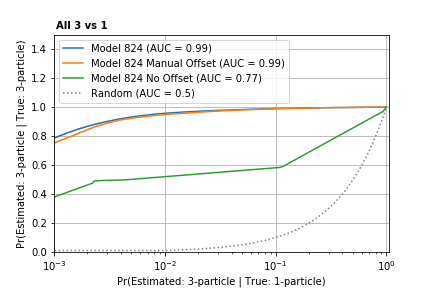 All 3 vs 1
Pr(Estimated: 3-particle | True: 3-particle)
1.4
1.2
1.0
0.8
0.6
0.4
0.2
0.0
Model 824 (AUC = 0.99)
Model 824 Manual Offset (AUC = 0.99)
Model 824 No Offset (AUC = 0.77)
Random (AUC = 0.5)
10⁻³ 10⁻² 10⁻¹ 10⁰
Pr(Estimated: 3-particle | True: 1-particle)